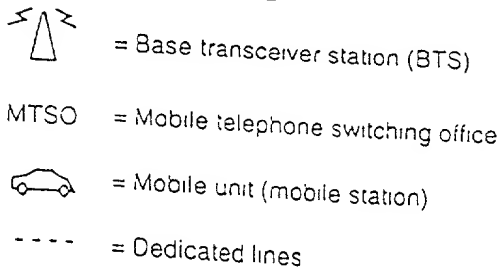 = Base transceiver station (BTS)
MTSO = Mobile telephone switching office
= Mobile unit (mobile station)
= Dedicated lines